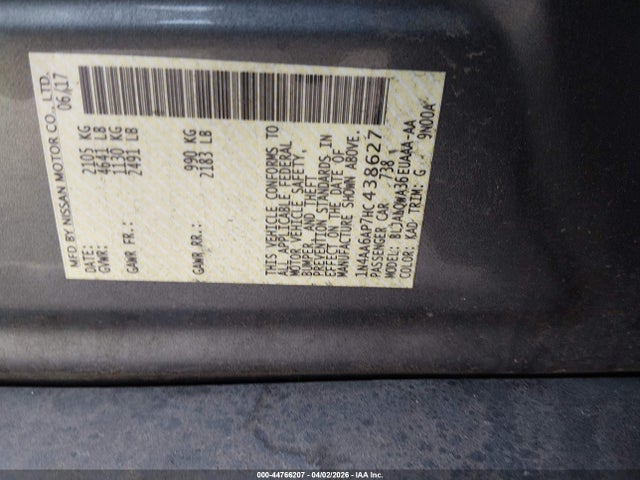 MFD BY NISSAN MOTOR CO., LTD.
06/17
GVWR: 2105 KG
4641 LB
GAWR FR.: 1130 KG
2491 LB
GAWR RR.: 990 KG
2183 LB
THIS VEHICLE CONFORMS TO
ALL APPLICABLE FEDERAL
MOTOR VEHICLE SAFETY,
BUMPER, AND THEFT
PREVENTION STANDARDS IN
EFFECT ON THE DATE OF
MANUFACTURE SHOWN ABOVE.
1N4AA6AP7HC438627
PASSENGER CAR 738
MODEL: 
COLOR: KAD TRIM: G 9N00A
000-44766207 - 04/02/2026 - IAA Inc.